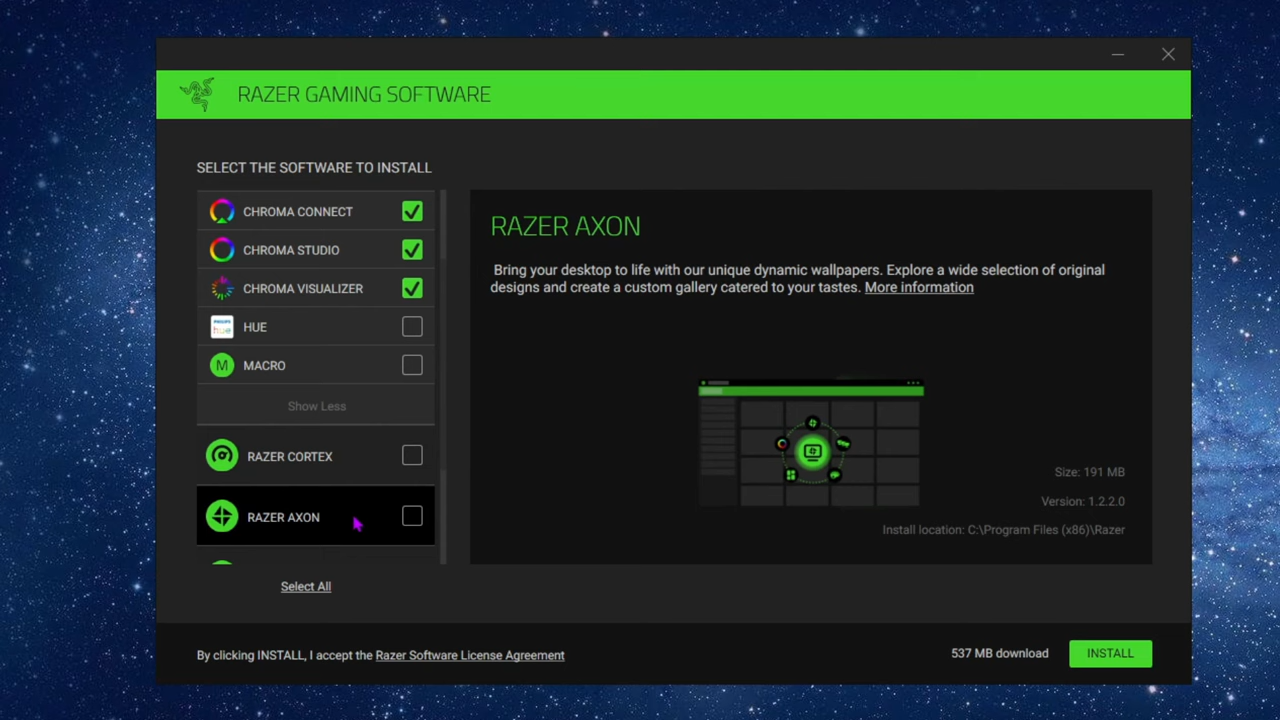 RAZER GAMING SOFTWARE
SELECT THE SOFTWARE TO INSTALL
CHROMA CONNECT
CHROMA STUDIO
CHROMA VISUALIZER
PHILIPS
hue
HUE
M
MACRO
Show Less
RAZER CORTEX
RAZER AXON
Select All
RAZER AXON
Bring your desktop to life with our unique dynamic wallpapers. Explore a wide selection of original
designs and create a custom gallery catered to your tastes. More information
Size: 191 MB
Version: 1.2.2.0
Install location: C:\Program Files (x86)\Razer
By clicking INSTALL, I accept the Razer Software License Agreement
537 MB download
INSTALL